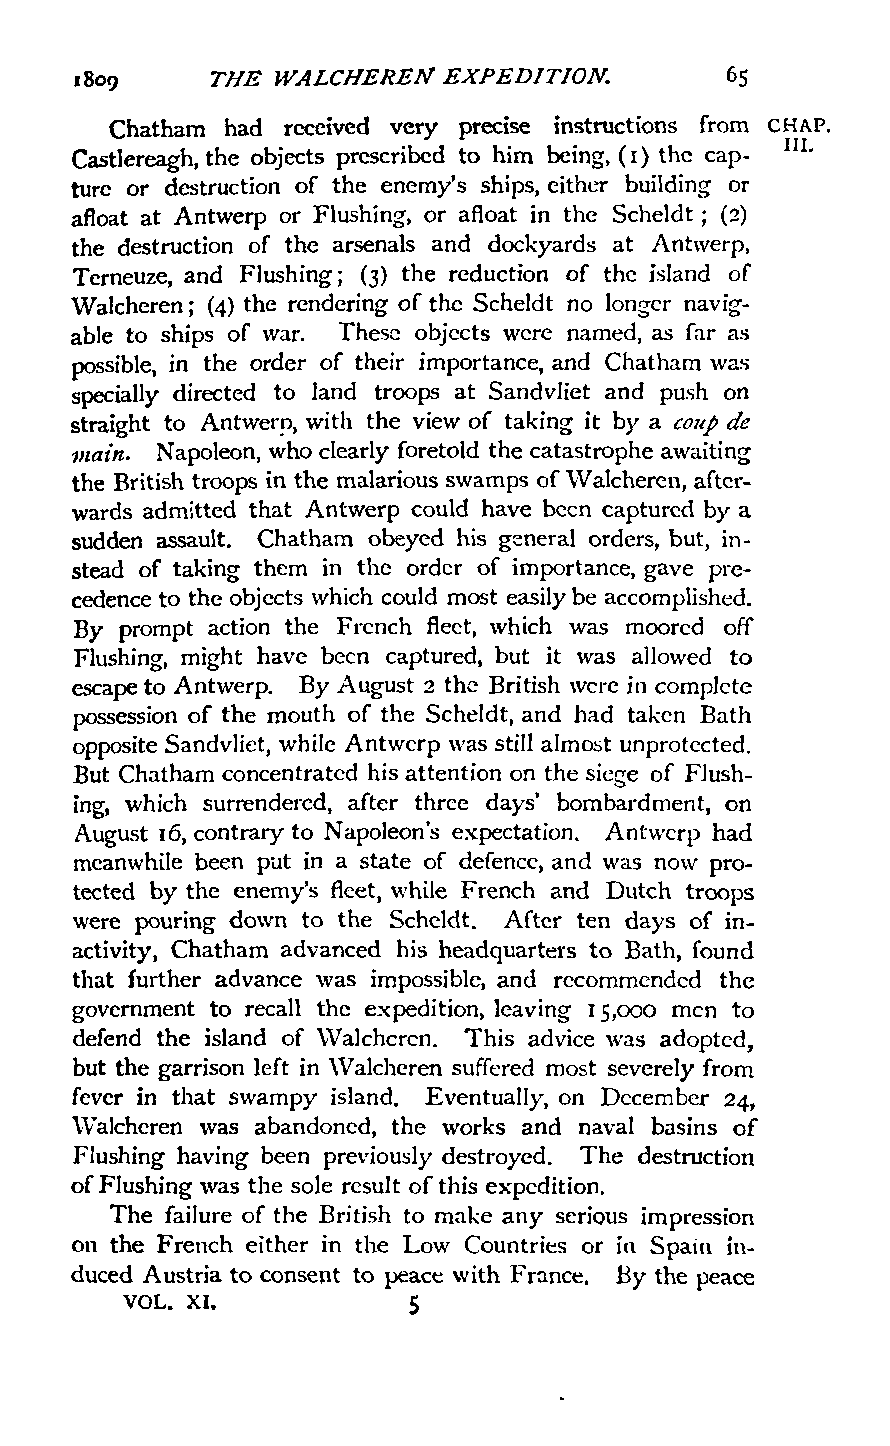 1809 THE WALCHEREN EXPEDITION. 65
Chatham had received very precise instructions from CHAP.
Castlereagh, the objects prescribed to him being, (1) the cap- III.
ture or destruction of the enemy's ships, either building or
afloat at Antwerp or Flushing, or afloat in the Scheldt ; (2)
the destruction of the arsenals and dockyards at Antwerp,
Terneuze, and Flushing ; (3) the reduction of the island of
Walcheren ; (4) the rendering of the Scheldt no longer navig-
able to ships of war. These objects were named, as far as
possible, in the order of their importance, and Chatham was
specially directed to land troops at Sandvliet and push on
straight to Antwerp, with the view of taking it by a coup de
main. Napoleon, who clearly foretold the catastrophe awaiting
the British troops in the malarious swamps of Walcheren, after-
wards admitted that Antwerp could have been captured by a
sudden assault. Chatham obeyed his general orders, but, in-
stead of taking them in the order of importance, gave pre-
cedence to the objects which could most easily be accomplished.
By prompt action the French fleet, which was moored off
Flushing, might have been captured, but it was allowed to
escape to Antwerp. By August 2 the British were in complete
possession of the mouth of the Scheldt, and had taken Bath
opposite Sandvliet, while Antwerp was still almost unprotected.
But Chatham concentrated his attention on the siege of Flush-
ing, which surrendered, after three days' bombardment, on
August 16, contrary to Napoleon's expectation. Antwerp had
meanwhile been put in a state of defence, and was now pro-
tected by the enemy's fleet, while French and Dutch troops
were pouring down to the Scheldt. After ten days of in-
activity, Chatham advanced his headquarters to Bath, found
that further advance was impossible, and recommended the
government to recall the expedition, leaving 15,000 men to
defend the island of Walcheren. This advice was adopted,
but the garrison left in Walcheren suffered most severely from
fever in that swampy island. Eventually, on December 24,
Walcheren was abandoned, the works and naval basins of
Flushing having been previously destroyed. The destruction
of Flushing was the sole result of this expedition.
The failure of the British to make any serious impression
on the French either in the Low Countries or in Spain in-
duced Austria to consent to peace with France. By the peace
VOL. XI. 5